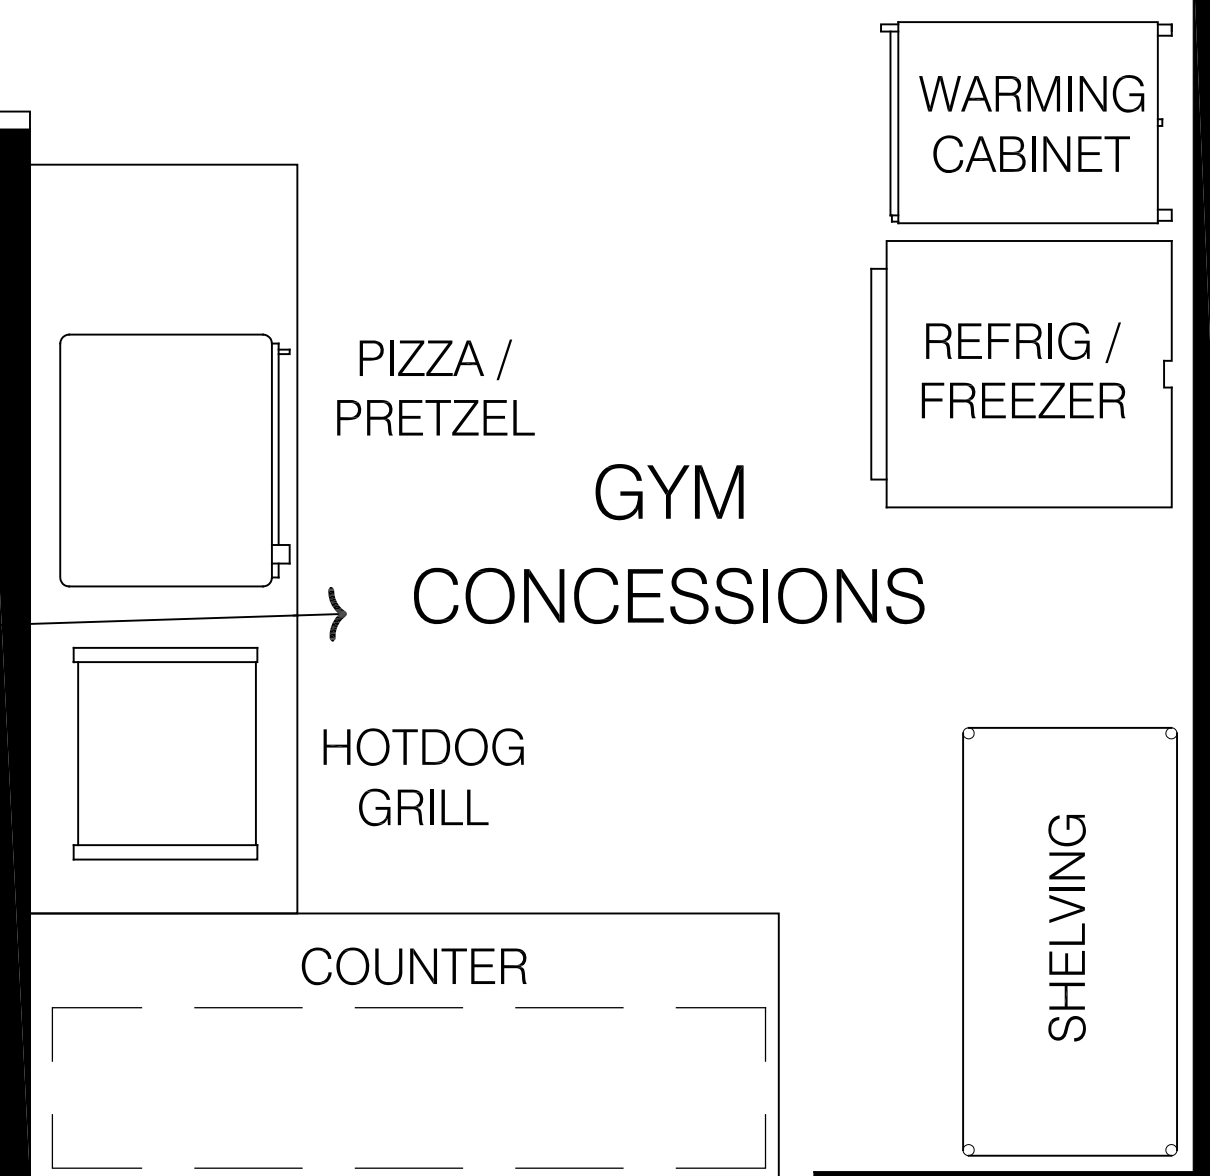 WARMING
CABINET
REFRIG /
FREEZER
PIZZA /
PRETZEL
GYM
CONCESSIONS
HOTDOG
GRILL
SHELVING
COUNTER